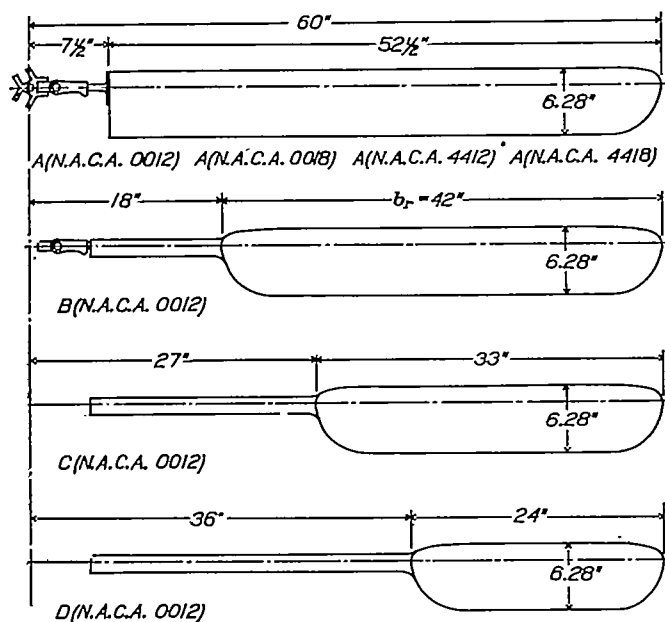 60"
7½" 52½"
6.28"
A(N.A.C.A. 0012) A(N.A.C.A. 0018) A(N.A.C.A. 4412) A(N.A.C.A. 4418)
18" br = 42"
6.28"
B(N.A.C.A. 0012)
27" 33"
6.28"
C(N.A.C.A. 0012)
36" 24"
6.28"
D(N.A.C.A. 0012)